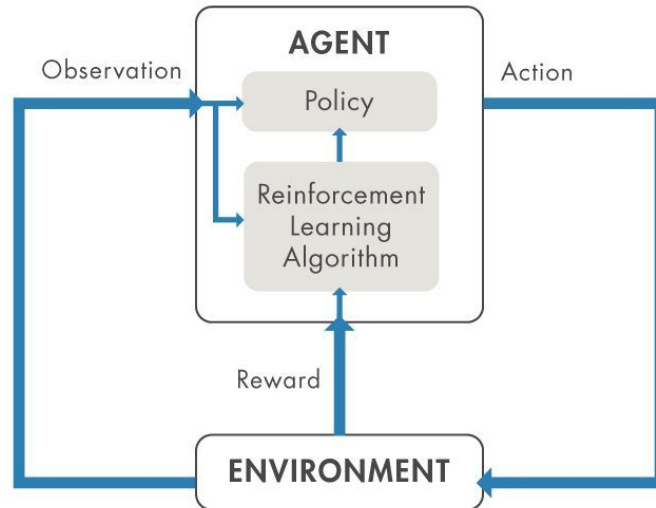 AGENT
Observation
Action
Policy
Reinforcement
Learning
Algorithm
Reward
ENVIRONMENT